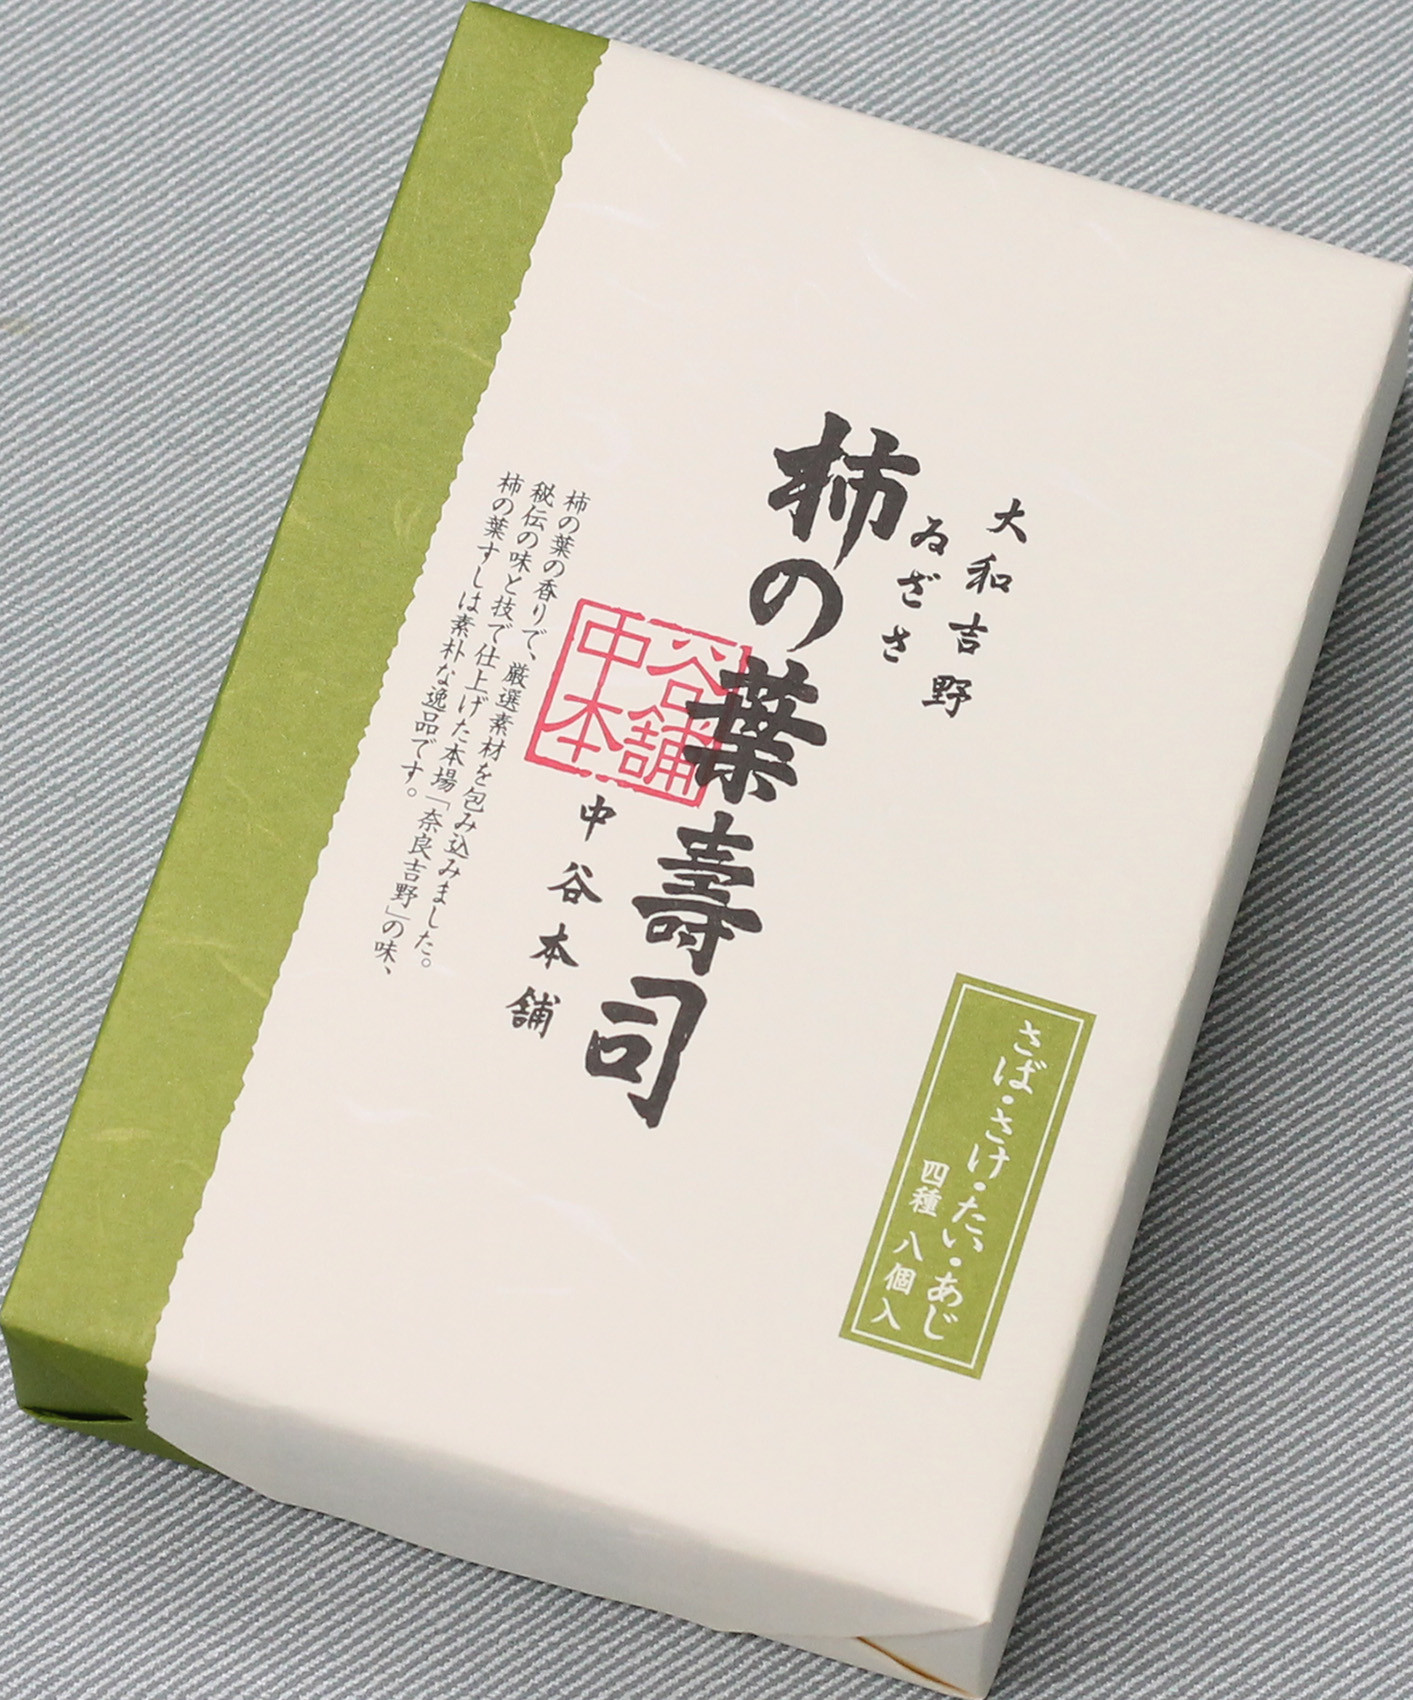 大和吉野
ゐざさ
柿の葉壽司
中谷本舗
中谷
本舗
柿の葉の香りで、厳選素材を包み込みました。
秘伝の味と技で仕上げた本場「奈良吉野」の味、
柿の葉すしは素朴な逸品です。
さば・さけ・たい・あじ
四種 八個入